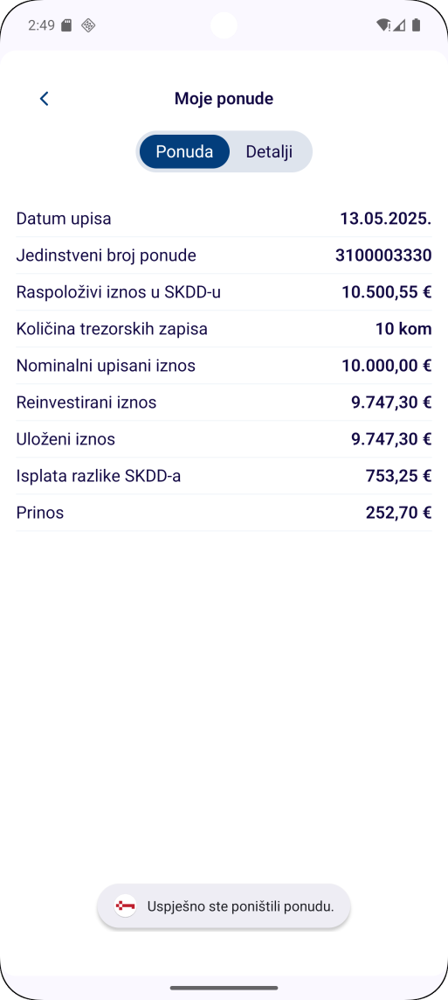 2:49
Moje ponude
Ponuda Detalji
Datum upisa 13.05.2025.
Jedinstveni broj ponude 3100003330
Raspoloživi iznos u SKDD-u 10.500,55 €
Količina trezorskih zapisa 10 kom
Nominalni upisani iznos 10.000,00 €
Reinvestirani iznos 9.747,30 €
Uloženi iznos 9.747,30 €
Isplata razlike SKDD-a 753,25 €
Prinos 252,70 €
Uspješno ste poništili ponudu.